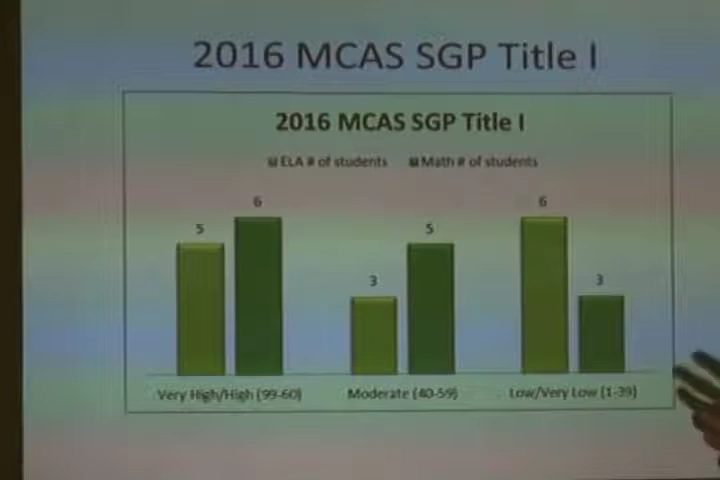 2016 MCAS SGP Title I
2016 MCAS SGP Title I
ELA # of students Math # of students
5 6 3 5 6 3
Very High/High (99-60) Moderate (40-59) Low/Very Low (1-39)